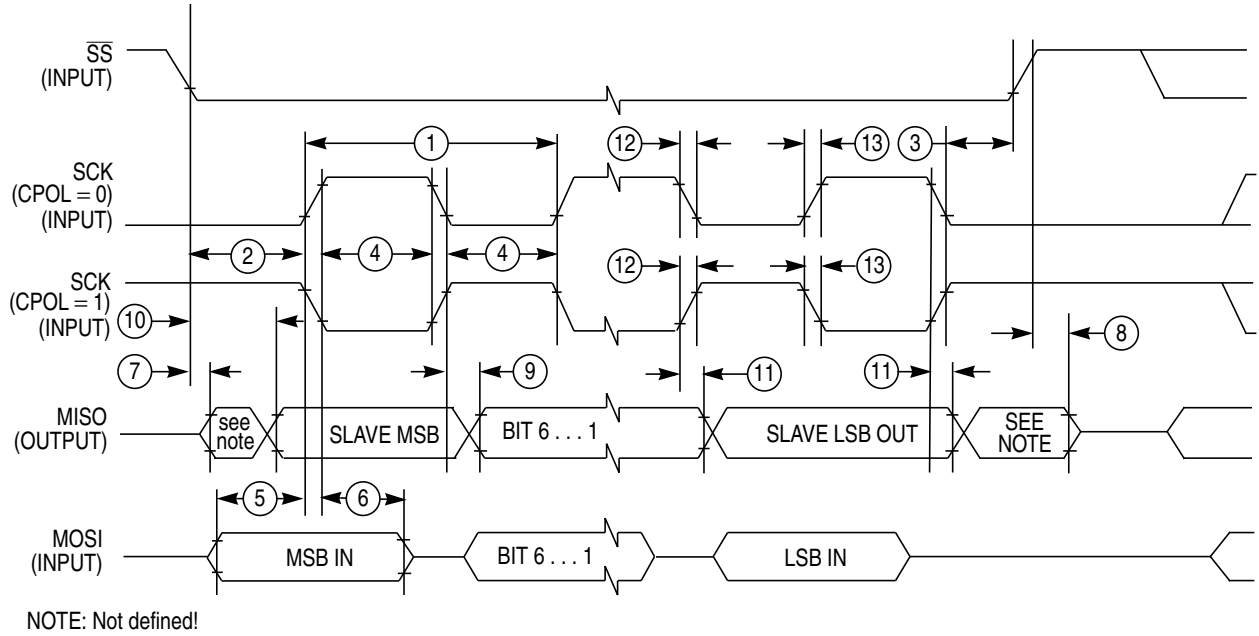 SS
(INPUT)
1
12
13
3
SCK
(CPOL = 0)
(INPUT)
2
4
4
12
13
SCK
(CPOL = 1)
(INPUT)
10
8
7
9
11
11
MISO
(OUTPUT)
see
note
SLAVE MSB
BIT 6 . . . 1
SLAVE LSB OUT
SEE
NOTE
5
6
MOSI
(INPUT)
MSB IN
BIT 6 . . . 1
LSB IN
NOTE: Not defined!